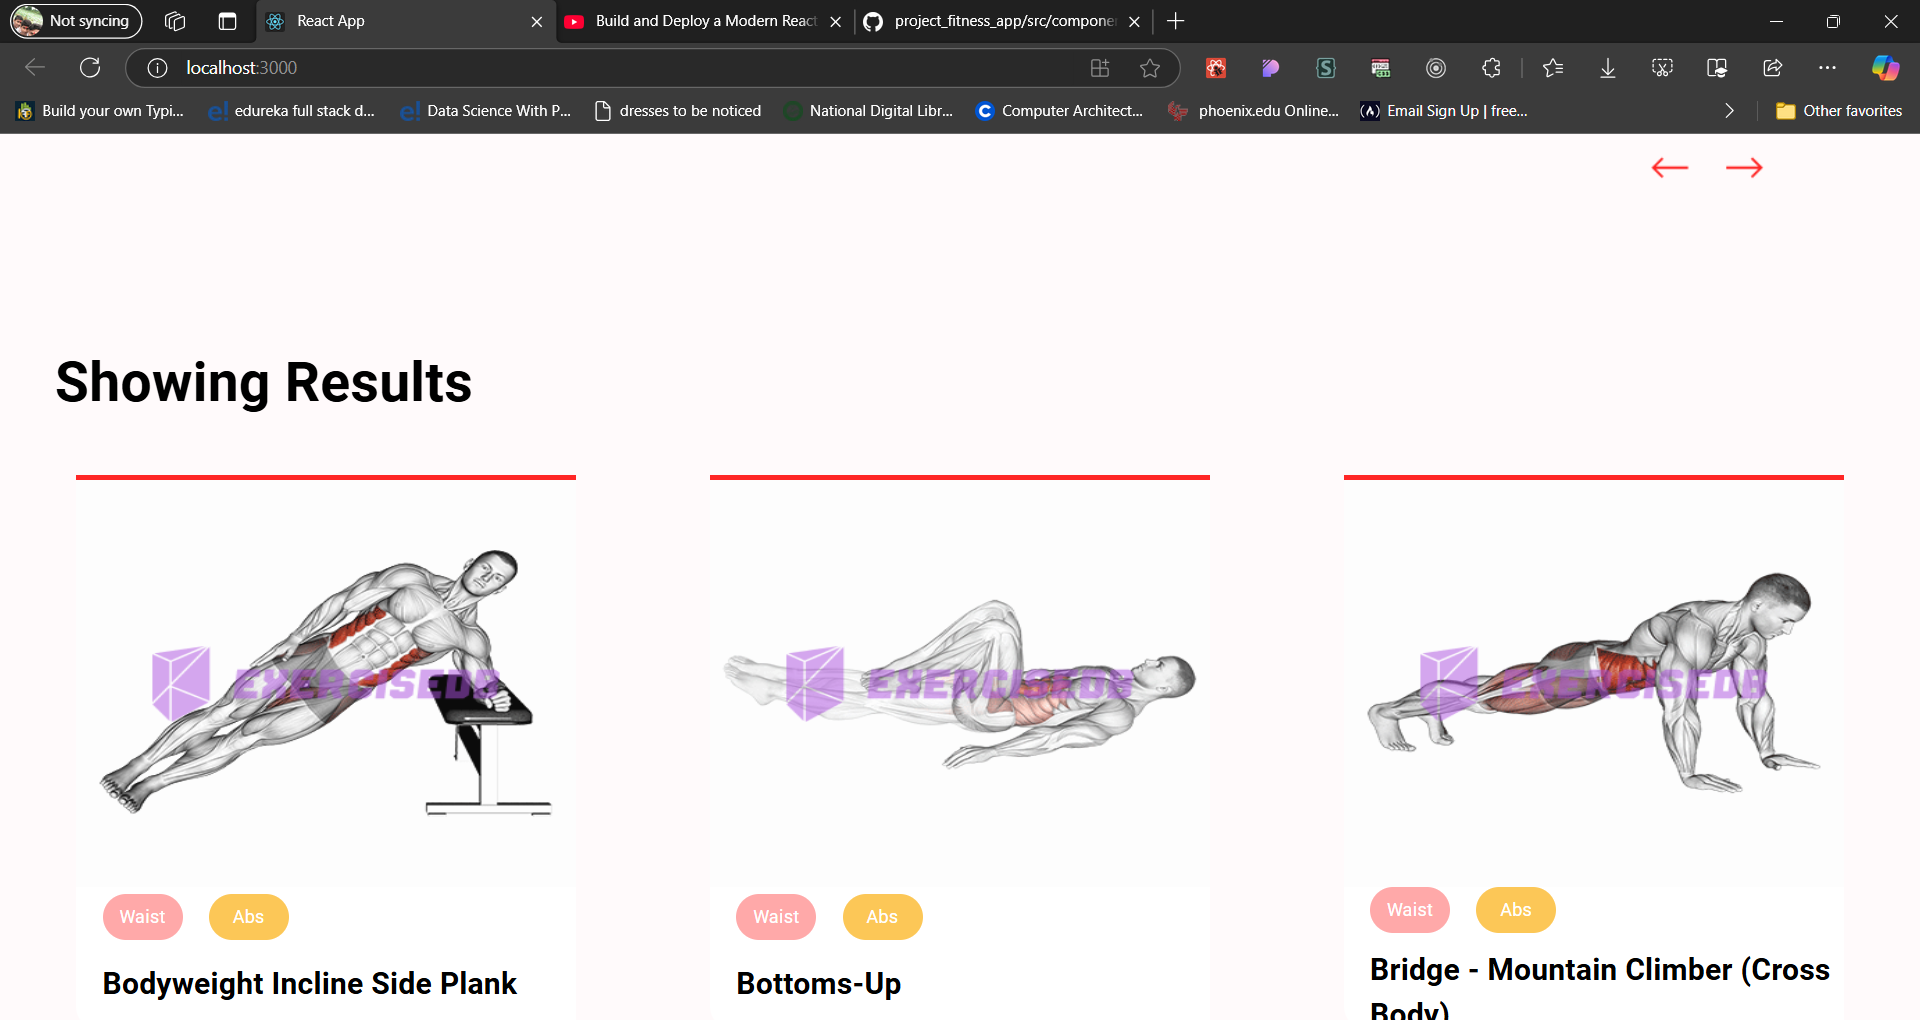 Not syncing
React App
Build and Deploy a Modern React
project_fitness_app/src/compone
localhost:3000
Build your own Typi...
edureka full stack d...
Data Science With P...
dresses to be noticed
National Digital Libr...
Computer Architect...
phoenix.edu Online...
Email Sign Up | free...
Other favorites
Showing Results
EXERCISEDB
EXERCISEDB
EXERCISEDB
Waist Abs
Waist Abs
Waist Abs
Bodyweight Incline Side Plank
Bottoms-Up
Bridge - Mountain Climber (Cross
Body)